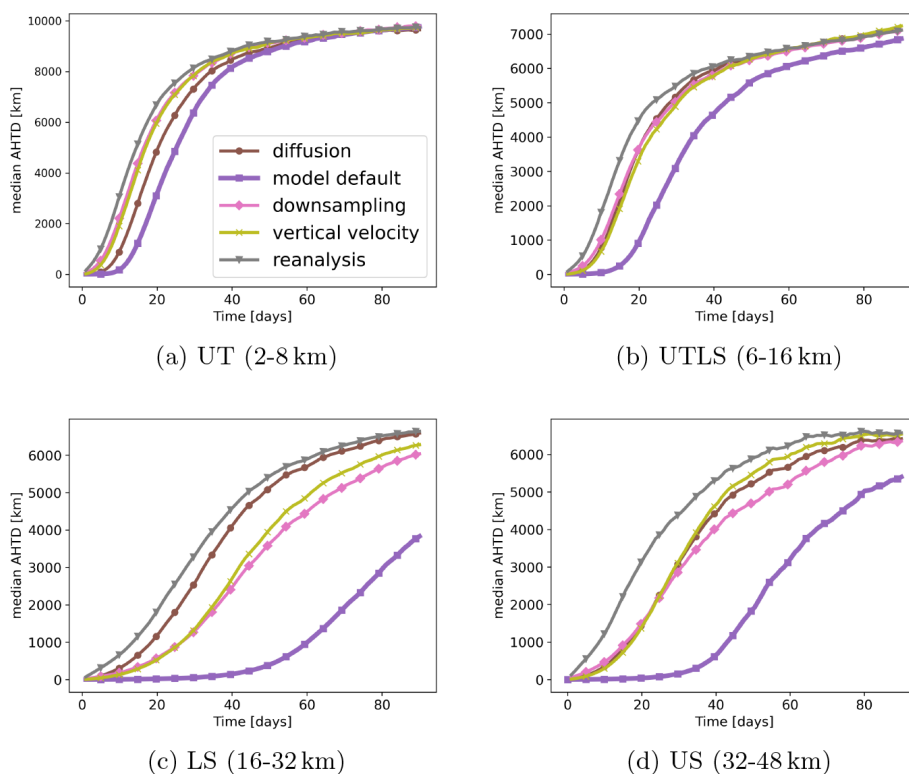 10000
8000
6000
4000
2000
0
median AHTD [km]
diffusion
model default
downsampling
vertical velocity
reanalysis
0 20 40 60 80
Time [days]
(a) UT (2-8 km)
7000
6000
5000
4000
3000
2000
1000
0
median AHTD [km]
0 20 40 60 80
Time [days]
(b) UTLS (6-16 km)
6000
5000
4000
3000
2000
1000
0
median AHTD [km]
0 20 40 60 80
Time [days]
(c) LS (16-32 km)
6000
5000
4000
3000
2000
1000
0
median AHTD [km]
0 20 40 60 80
Time [days]
(d) US (32-48 km)